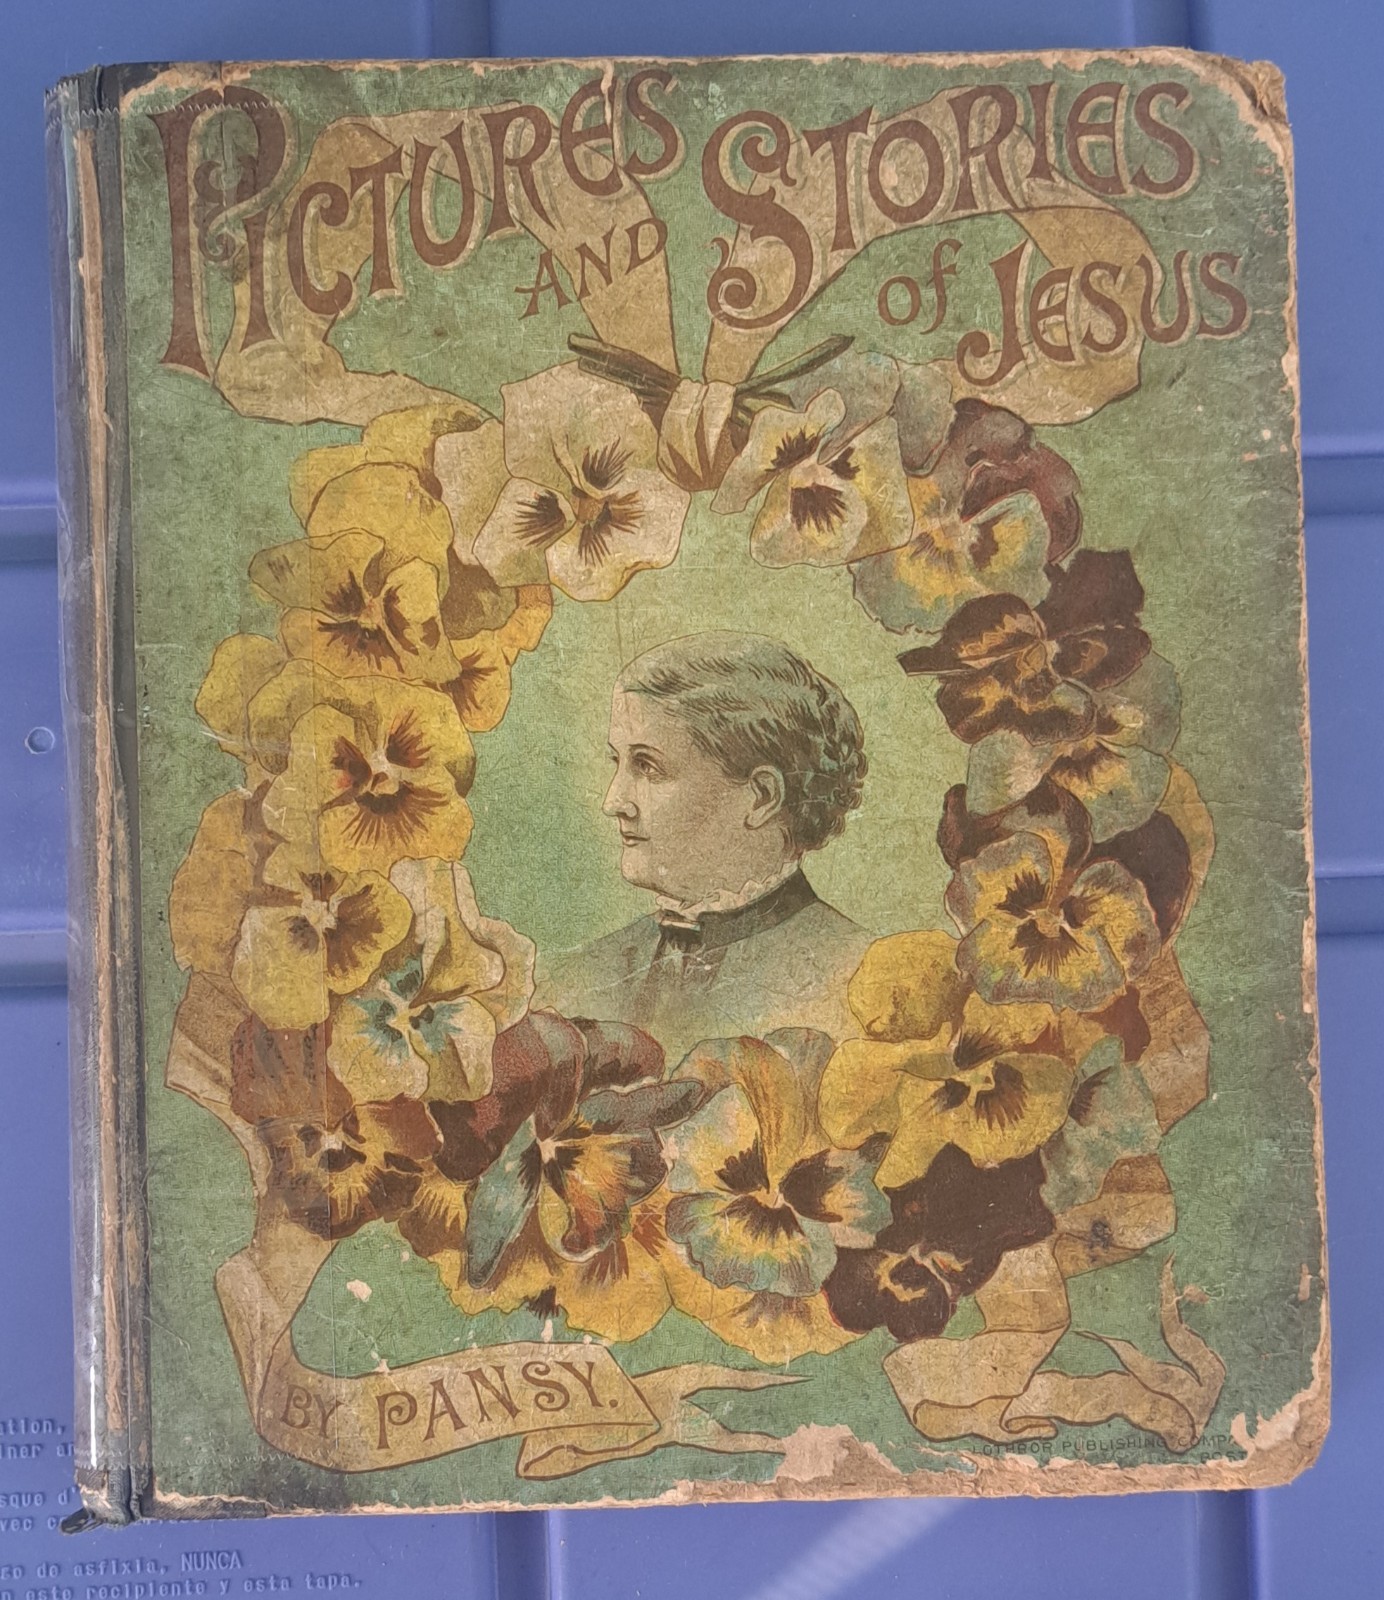 PICTURES AND STORIES
of JESUS
BY PANSY.
LOTHROP PUBLISHING COMPA
ation,
iner an
sque d'
vec c
go de asfixia, NUNCA
n este recipiente y esta tapa.